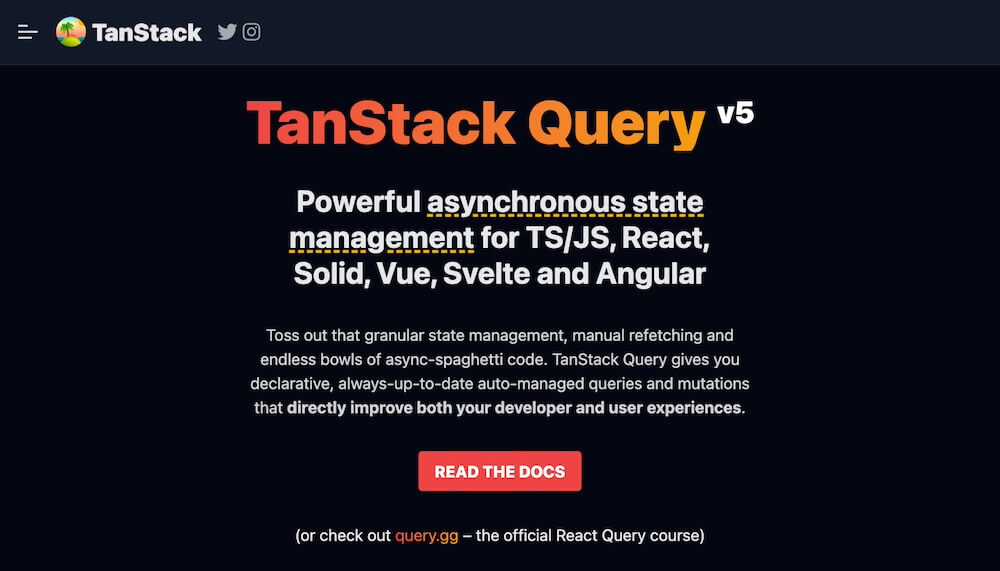 TanStack
TanStack Query v5
Powerful asynchronous state
management for TS/JS, React,
Solid, Vue, Svelte and Angular
Toss out that granular state management, manual refetching and
endless bowls of async-spaghetti code. TanStack Query gives you
declarative, always-up-to-date auto-managed queries and mutations
that directly improve both your developer and user experiences.
READ THE DOCS
(or check out query.gg – the official React Query course)